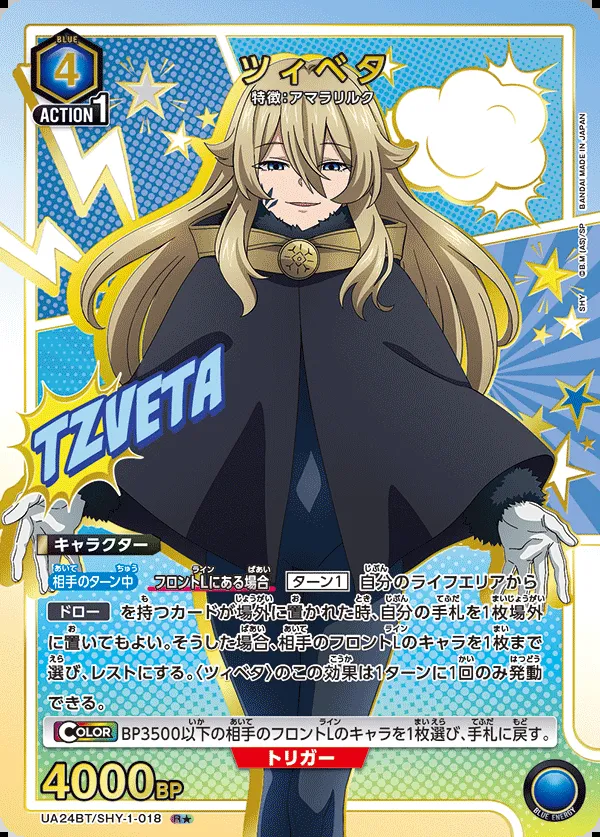 BLUE
4
ACTION 1
ツィベタ
特徴:アマラリルク
BANDAI MADE IN JAPAN
SHY ©B.M (AS)/SP
TZVETA
キャラクター
相手のターン中 フロントLにある場合 ターン1 自分のライフエリアから
ドロー を持つカードが場外に置かれた時、自分の手札を1枚場外
に置いてもよい。そうした場合、相手のフロントLのキャラを1枚まで
選び、レストにする。〈ツィベタ〉のこの効果は1ターンに1回のみ発動
できる。
COLOR BP3500以下の相手のフロントLのキャラを1枚選び、手札に戻す。
トリガー
4000BP
UA24BT/SHY-1-018 R★
BLUE ENERGY